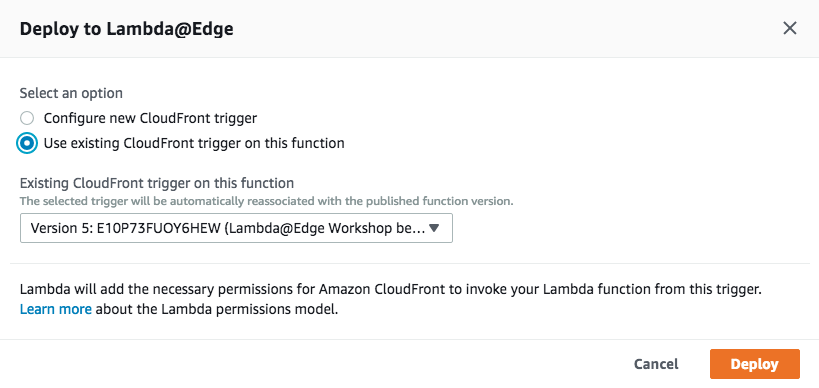 Deploy to Lambda@Edge
Select an option
Configure new CloudFront trigger
Use existing CloudFront trigger on this function
Existing CloudFront trigger on this function
The selected trigger will be automatically reassociated with the published function version.
Version 5: E10P73FUOY6HEW (Lambda@Edge Workshop be...
Lambda will add the necessary permissions for Amazon CloudFront to invoke your Lambda function from this trigger.
Learn more about the Lambda permissions model.
Cancel Deploy